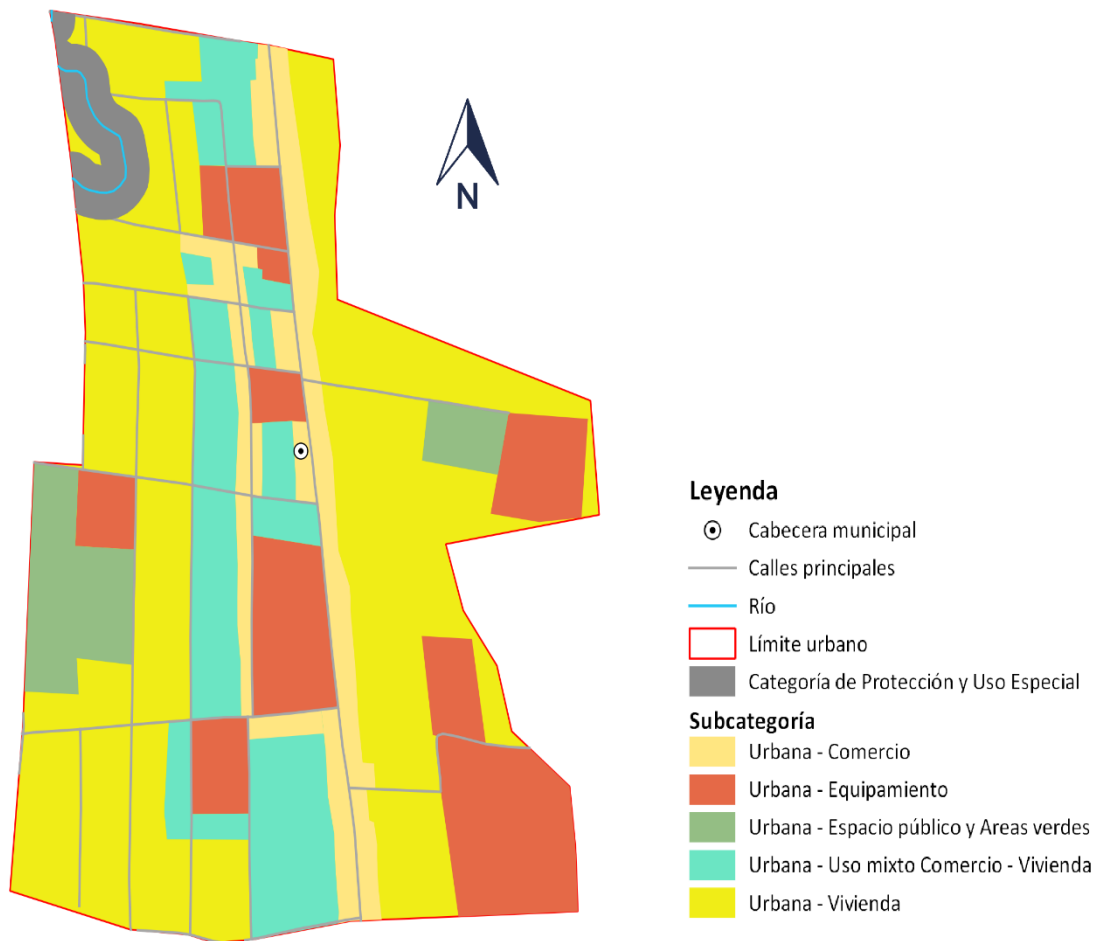 N
Leyenda
Cabecera municipal
Calles principales
Río
Límite urbano
Categoría de Protección y Uso Especial
Subcategoría
Urbana - Comercio
Urbana - Equipamiento
Urbana - Espacio público y Areas verdes
Urbana - Uso mixto Comercio - Vivienda
Urbana - Vivienda